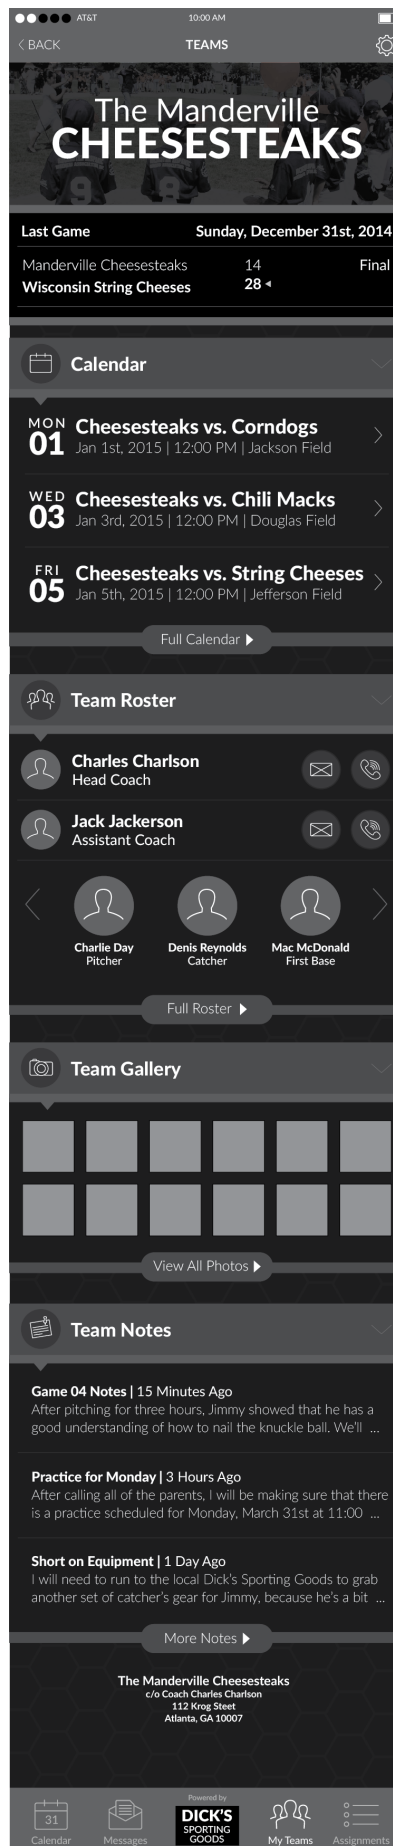 AT&T 10:00 AM
< BACK TEAMS
The Manderville
CHEESESTEAKS
Last Game Sunday, December 31st, 2014
Manderville Cheesesteaks 14 Final
Wisconsin String Cheeses 28
Calendar
MON Cheesesteaks vs. Corndogs
01 Jan 1st, 2015 | 12:00 PM | Jackson Field
WED Cheesesteaks vs. Chili Macks
03 Jan 3rd, 2015 | 12:00 PM | Douglas Field
FRI Cheesesteaks vs. String Cheeses
05 Jan 5th, 2015 | 12:00 PM | Jefferson Field
Full Calendar
Team Roster
Charles Charlson
Head Coach
Jack Jackerson
Assistant Coach
Charlie Day Denis Reynolds Mac McDonald
Pitcher Catcher First Base
Full Roster
Team Gallery
View All Photos
Team Notes
Game 04 Notes | 15 Minutes Ago
After pitching for three hours, Jimmy showed that he has a
good understanding of how to nail the knuckle ball. We'll ...
Practice for Monday | 3 Hours Ago
After calling all of the parents, I will be making sure that there
is a practice scheduled for Monday, March 31st at 11:00 ...
Short on Equipment | 1 Day Ago
I will need to run to the local Dick's Sporting Goods to grab
another set of catcher's gear for Jimmy, because he's a bit ...
More Notes
The Manderville Cheesesteaks
c/o Coach Charles Charlson
112 Krog Steet
Atlanta, GA 10007
Powered by
31 DICK'S
SPORTING
GOODS
Calendar Messages My Teams Assignments